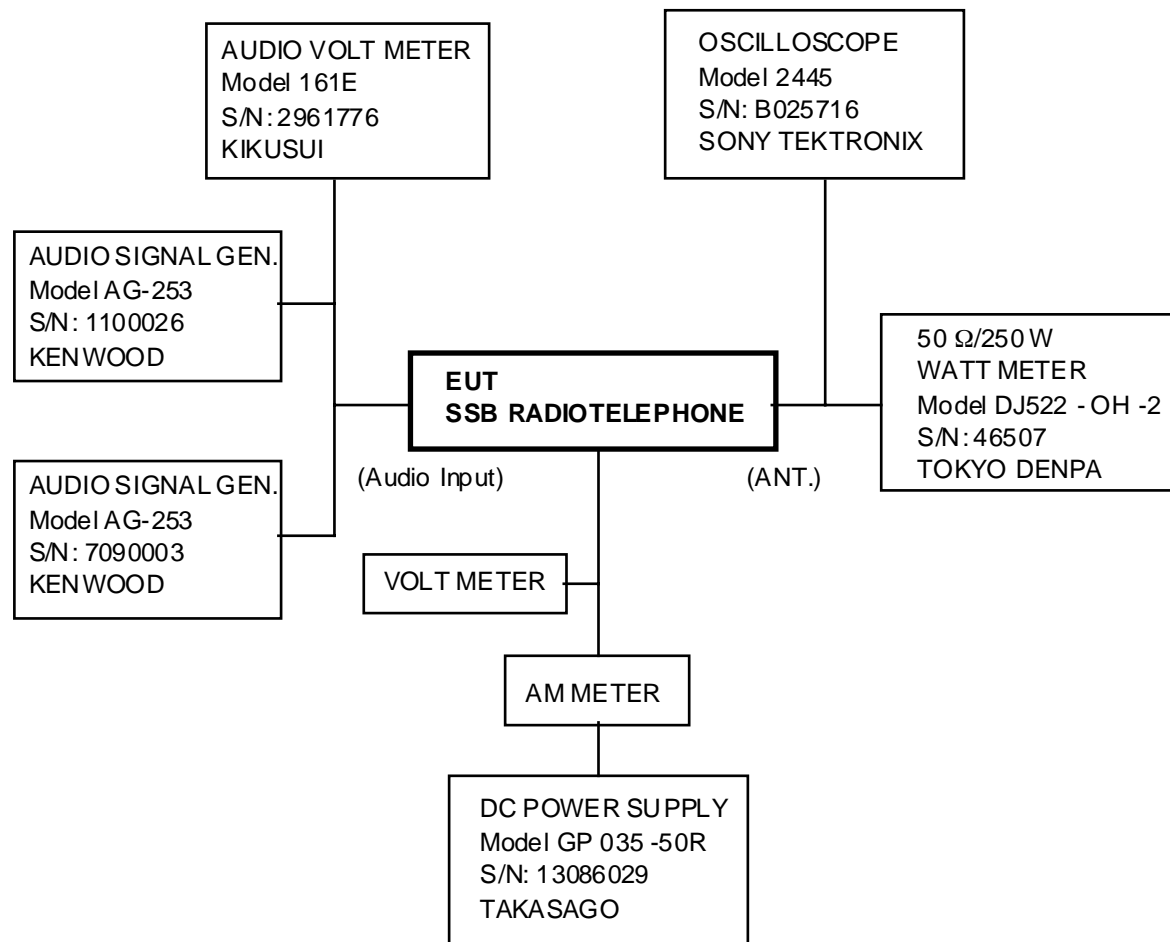 AUDIO VOLT METER
Model 161E
S/N: 2961776
KIKUSUI
OSCILLOSCOPE
Model 2445
S/N: B025716
SONY TEKTRONIX
AUDIO SIGNAL GEN.
Model AG-253
S/N: 1100026
KENWOOD
EUT
SSB RADIOTELEPHONE
50 Ω/250 W
WATT METER
Model DJ522 - OH -2
S/N: 46507
TOKYO DENPA
(Audio Input)
(ANT.)
AUDIO SIGNAL GEN.
Model AG-253
S/N: 7090003
KENWOOD
VOLT METER
AM METER
DC POWER SUPPLY
Model GP 035 -50R
S/N: 13086029
TAKASAGO